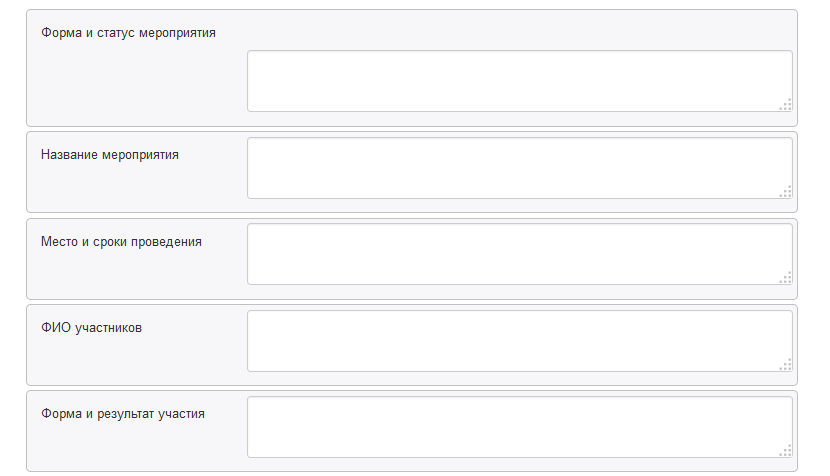 Форма и статус мероприятия
Название мероприятия
Место и сроки проведения
ФИО участников
Форма и результат участия